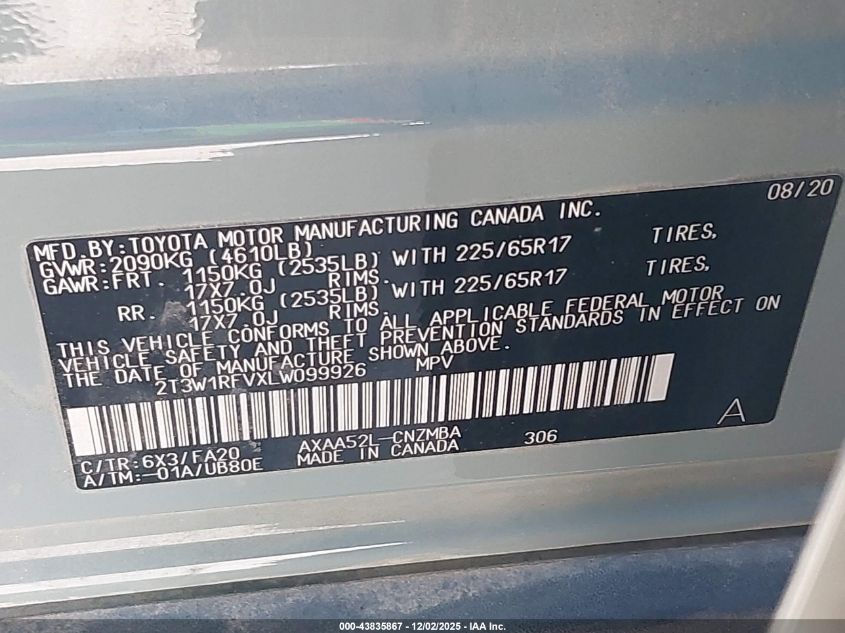 08/20
MFD.BY:TOYOTA MOTOR MANUFACTURING CANADA INC.
GVWR:2090KG (4610LB)
GAWR:FRT. 1150KG (2535LB) WITH 225/65R17 TIRES,
17X7.0J RIMS.
RR. 1150KG (2535LB) WITH 225/65R17 TIRES,
17X7.0J RIMS.
THIS VEHICLE CONFORMS TO ALL APPLICABLE FEDERAL MOTOR
VEHICLE SAFETY AND THEFT PREVENTION STANDARDS IN EFFECT ON
THE DATE OF MANUFACTURE SHOWN ABOVE.
2T3W1RFVXLW099926 MPV
C/TR:6X3/FA20 AXAA52L-CNZMBA 306
A/TM:-01A/UB80E MADE IN CANADA
A
000-43835867 - 12/02/2025 - IAA Inc.